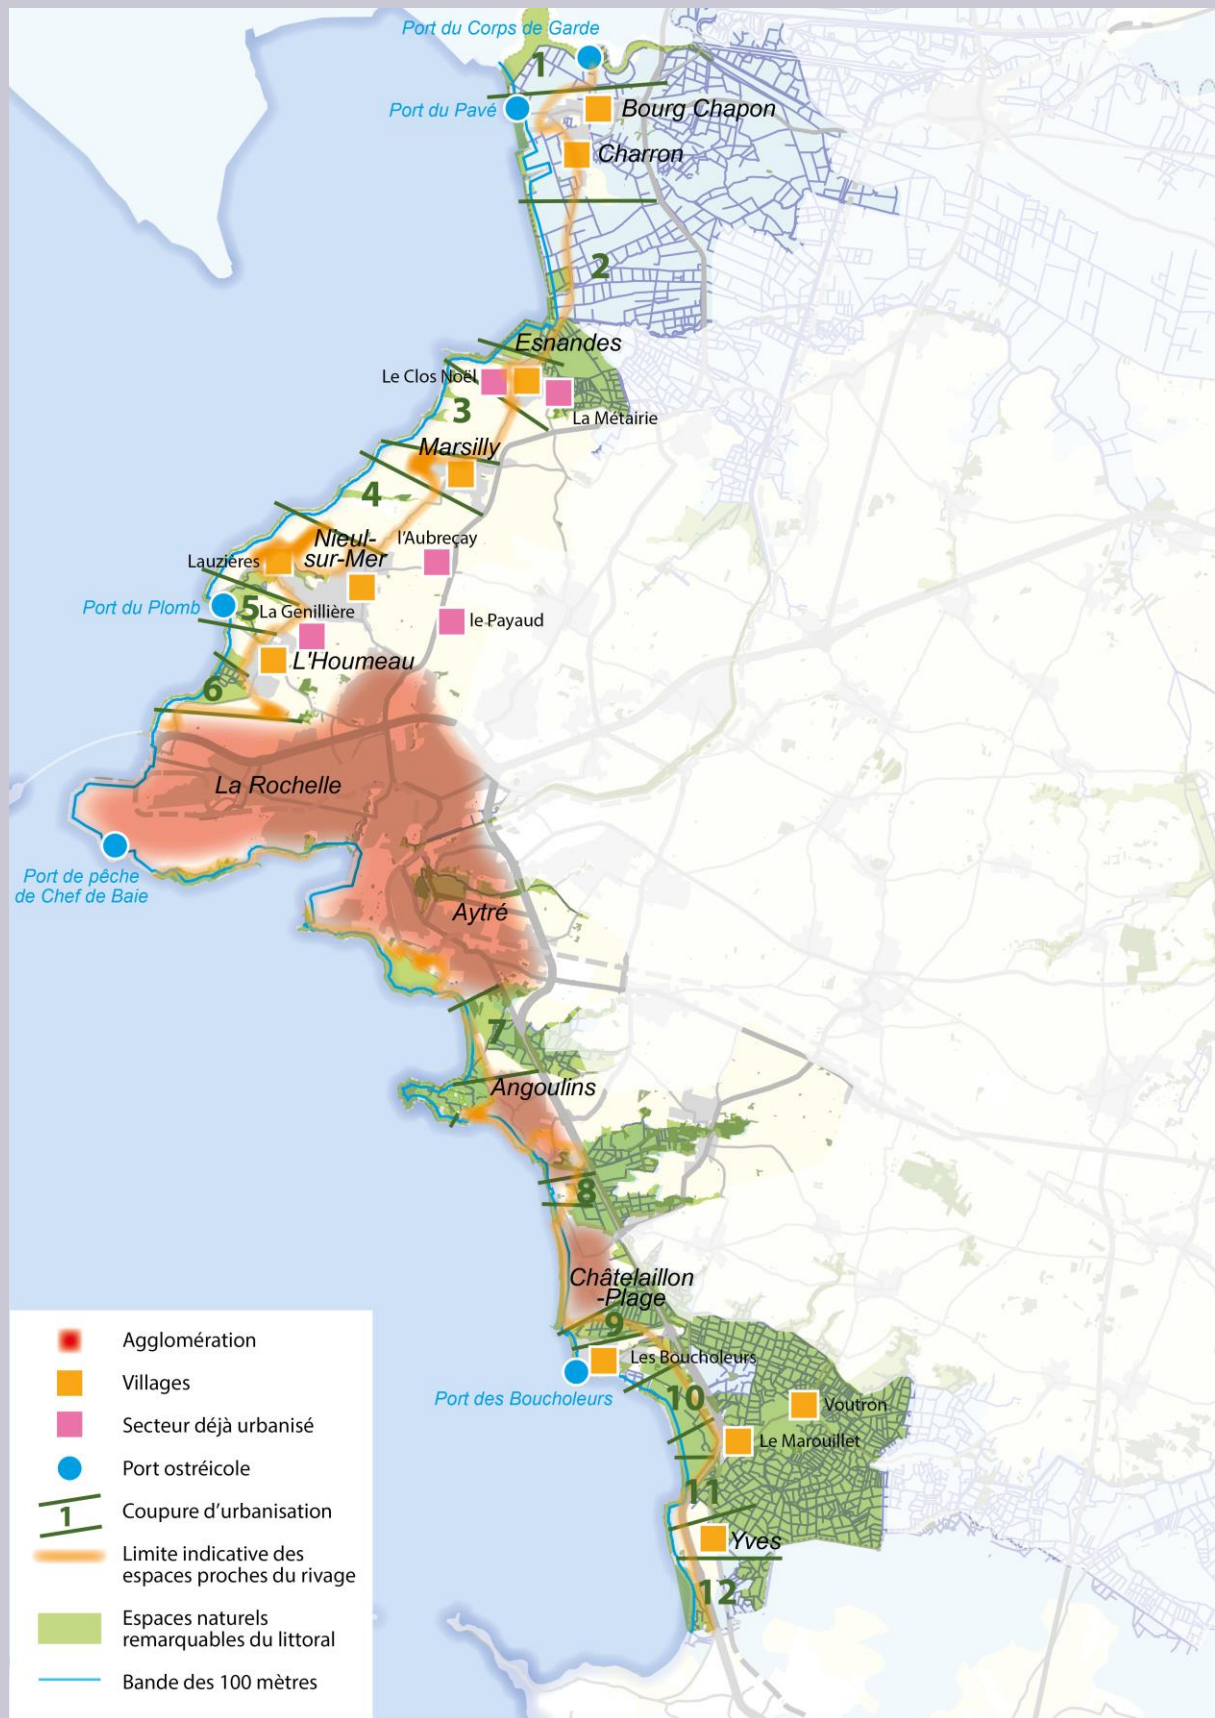 Port du Corps de Garde
1
Port du Pavé
Bourg Chapon
Charron
2
Esnandes
Le Clos Noël
La Métairie
3
Marsilly
4
Nieul-
sur-Mer
l'Aubreçay
Lauzières
Port du Plomb
5
La Genillière
le Payaud
L'Houmeau
6
La Rochelle
Port de pêche
de Chef de Baie
Aytré
7
Angoulins
8
Châtelaillon
-Plage
9
Les Boucholeurs
Port des Boucholeurs
10
Voutron
Le Marouillet
11
Yves
12
Agglomération
Villages
Secteur déjà urbanisé
Port ostréicole
1
Coupure d'urbanisation
Limite indicative des
espaces proches du rivage
Espaces naturels
remarquables du littoral
Bande des 100 mètres